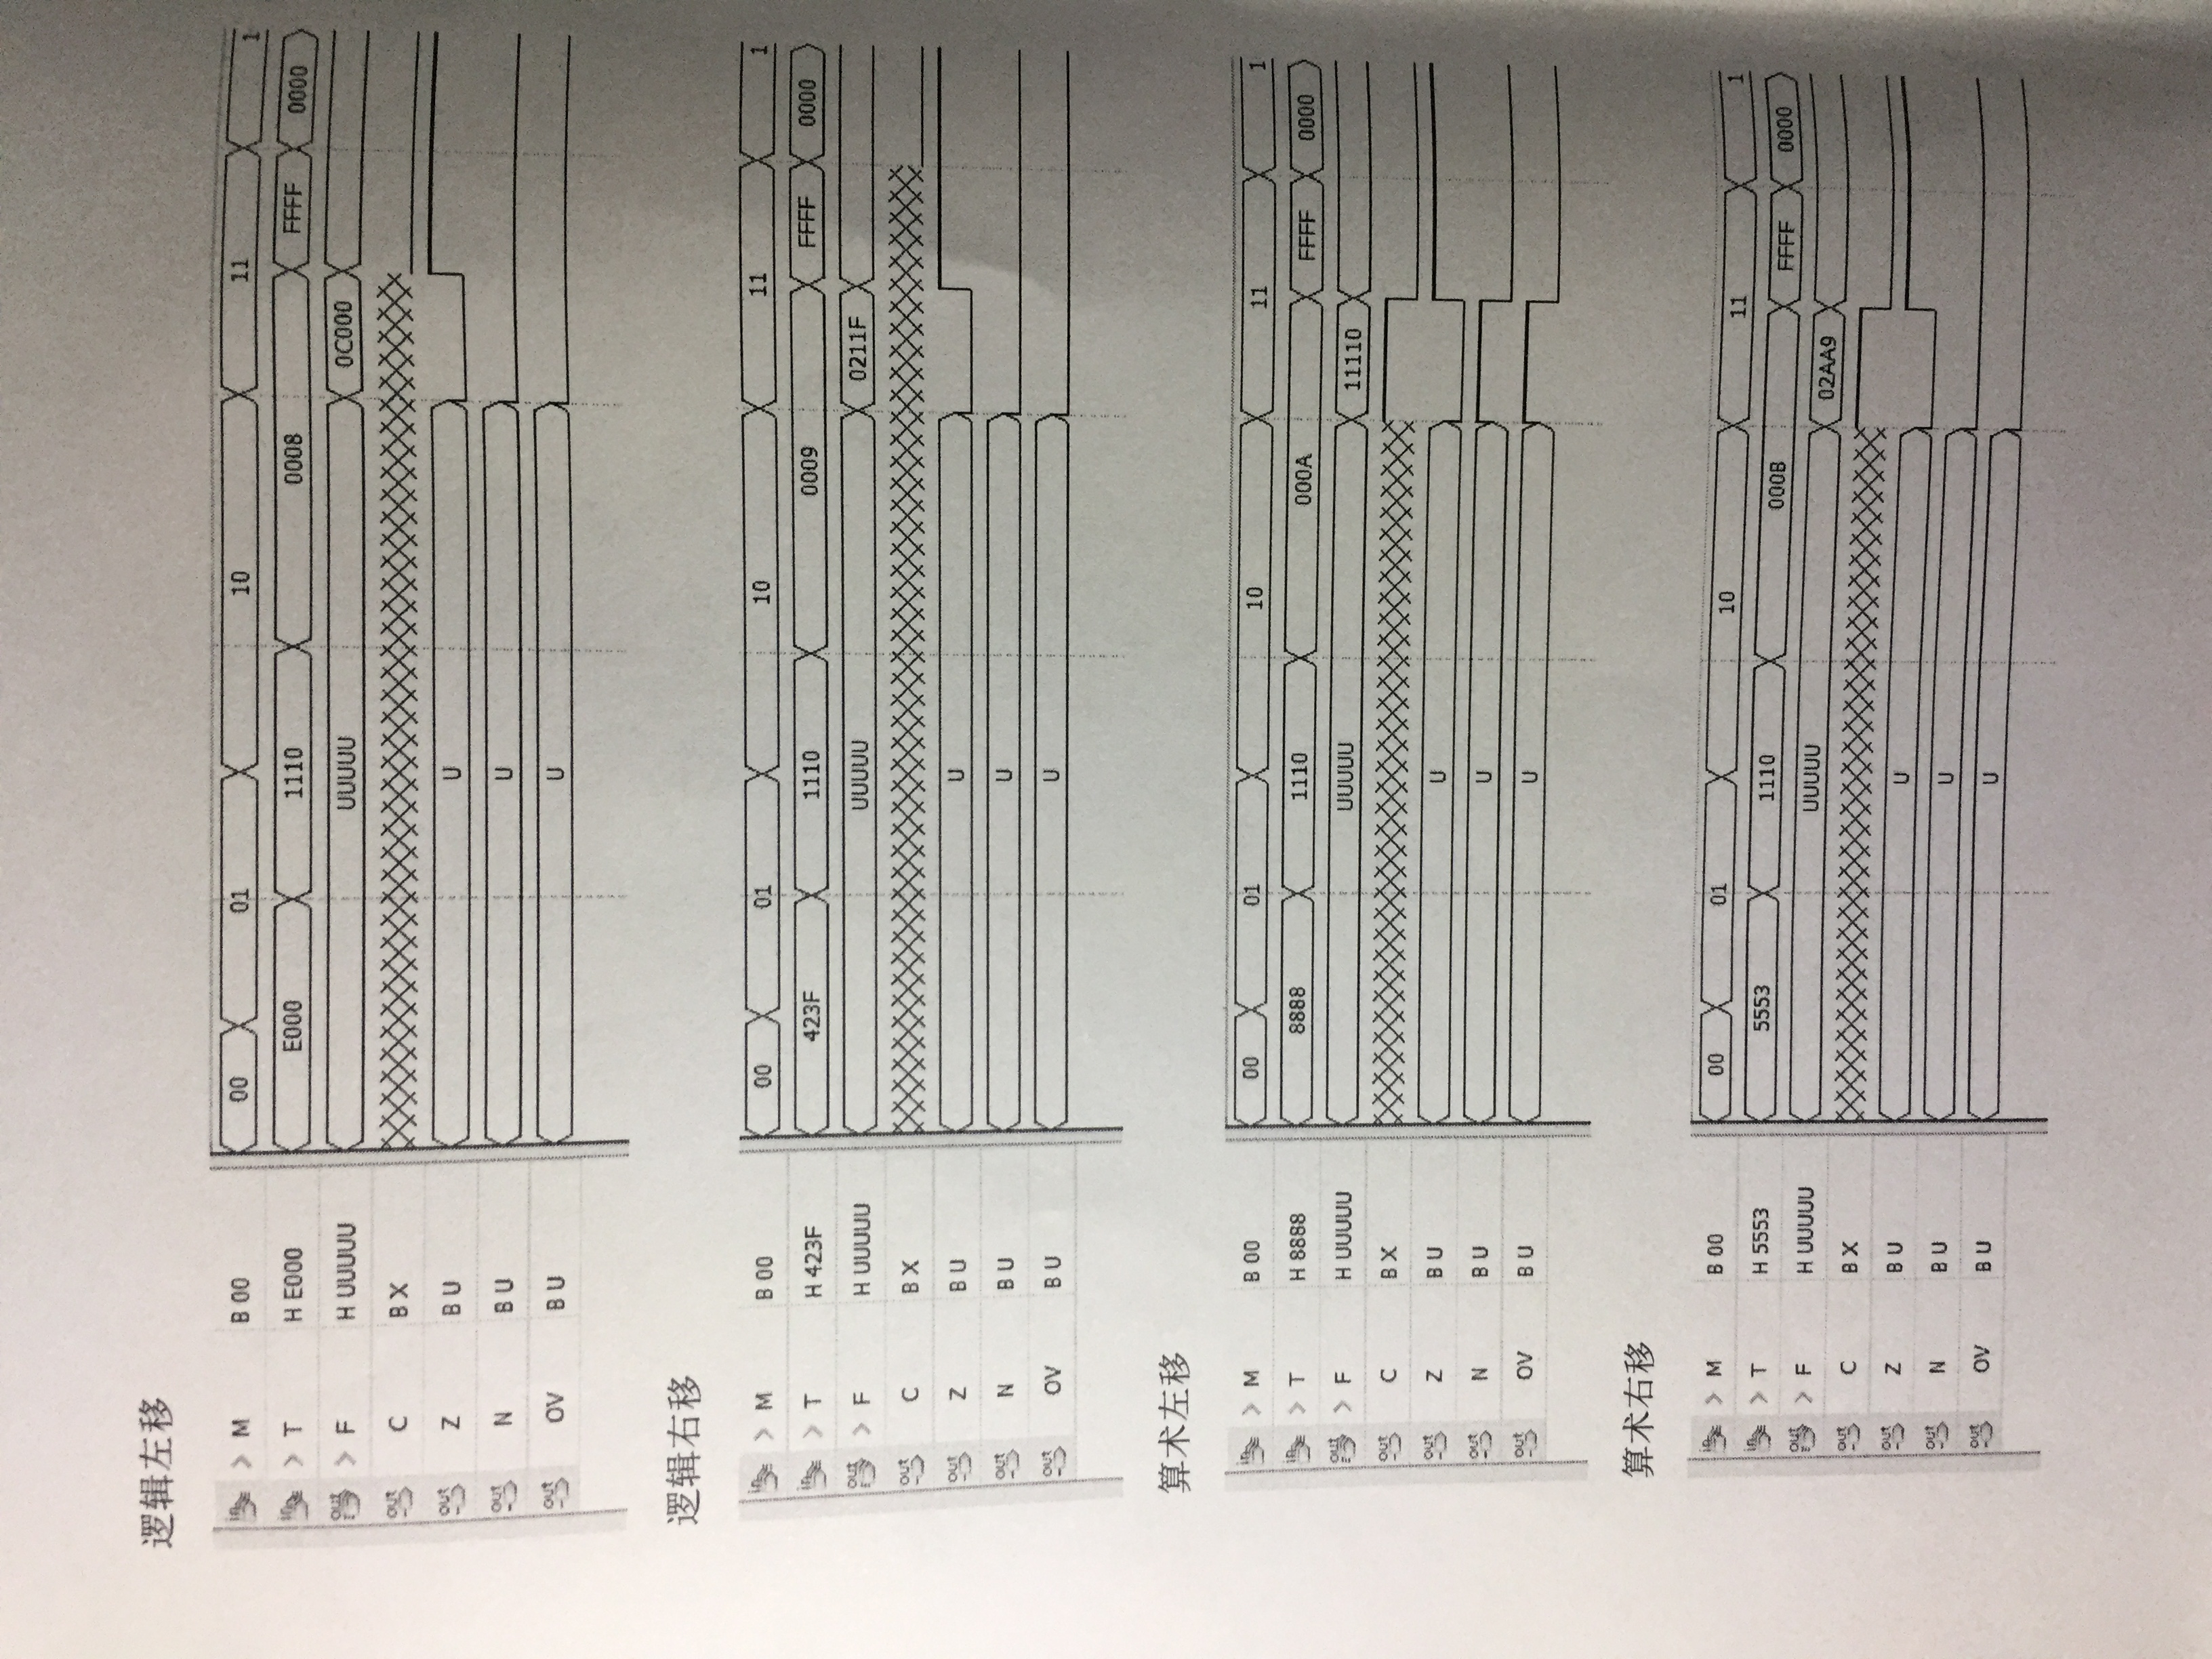 逻辑左移
in > M B 00 00 01 10 11 1
in > T H E000 E000 1110 0008 FFFF 0000
out > F H UUUUU UUUUU 0C000
out C B X
out Z B U U
out N B U U
out OV B U U
逻辑右移
in > M B 00 00 01 10 11 1
in > T H 423F 423F 1110 0009 FFFF 0000
out > F H UUUUU UUUUU 0211F
out C B X
out Z B U U
out N B U U
out OV B U U
算术左移
in > M B 00 00 01 10 11 1
in > T H 8888 8888 1110 000A FFFF 0000
out > F H UUUUU UUUUU 11110
out C B X
out Z B U U
out N B U U
out OV B U U
算术右移
in > M B 00 00 01 10 11 1
in > T H 5553 5553 1110 000B FFFF 0000
out > F H UUUUU UUUUU 02AA9
out C B X
out Z B U U
out N B U U
out OV B U U